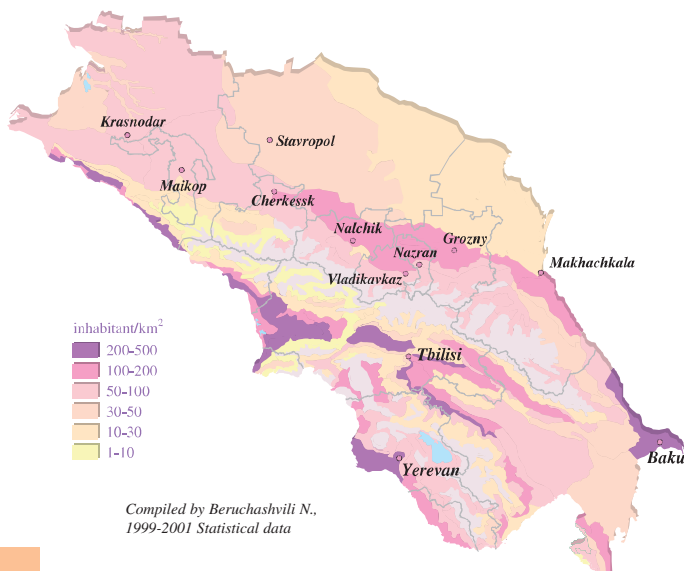 Krasnodar
Stavropol
Maikop
Cherkessk
Nalchik
Grozny
Nazran
Makhachkala
Vladikavkaz
inhabitant/km²
200-500
100-200
50-100
30-50
10-30
1-10
Tbilisi
Baku
Yerevan
Compiled by Beruchashvili N.,
1999-2001 Statistical data